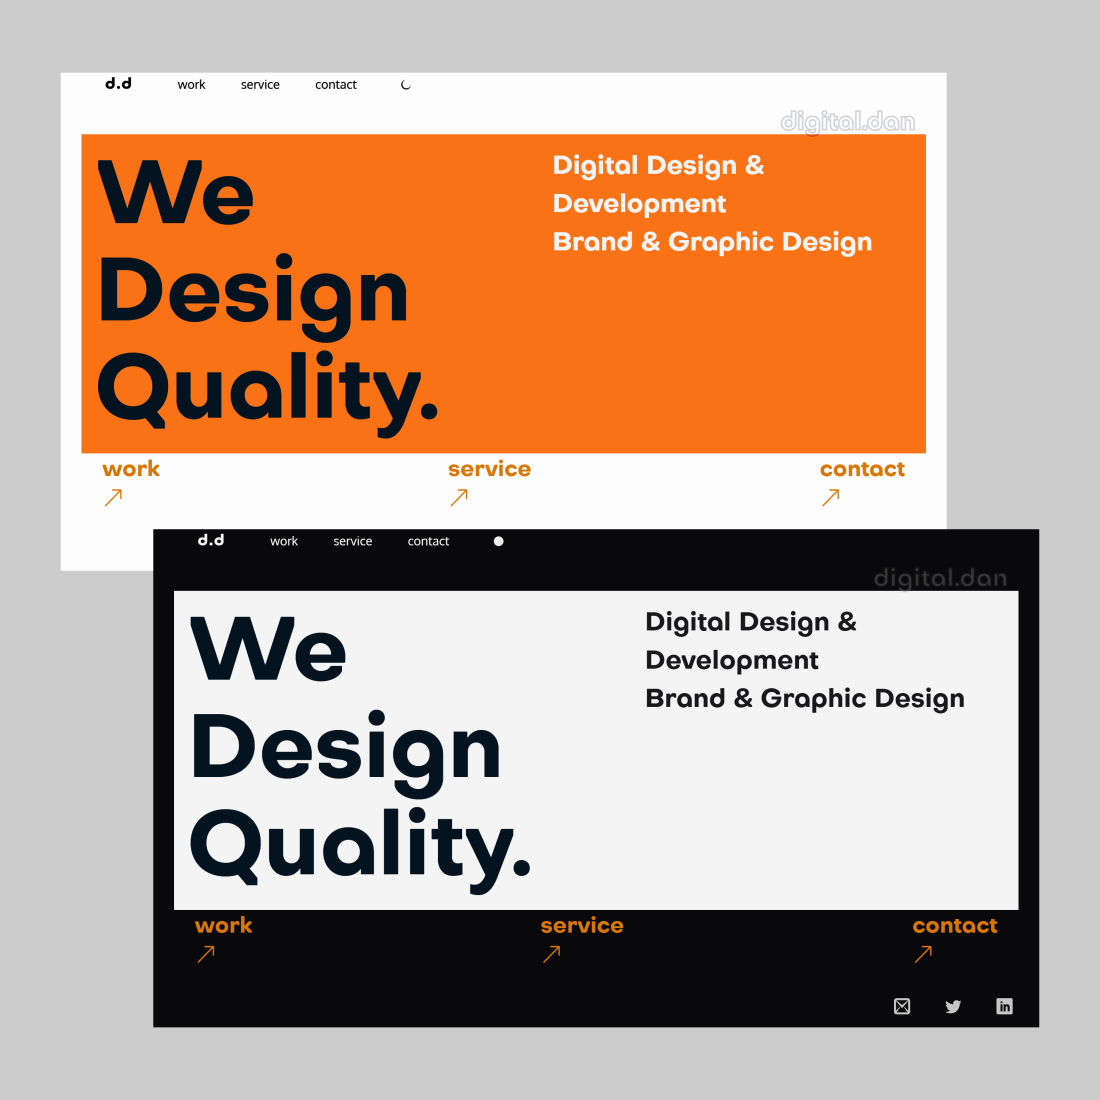 d.d work service contact
digital.dan
We
Design
Quality.
Digital Design &
Development
Brand & Graphic Design
work service contact
d.d work service contact
digital.dan
We
Design
Quality.
Digital Design &
Development
Brand & Graphic Design
work service contact
in